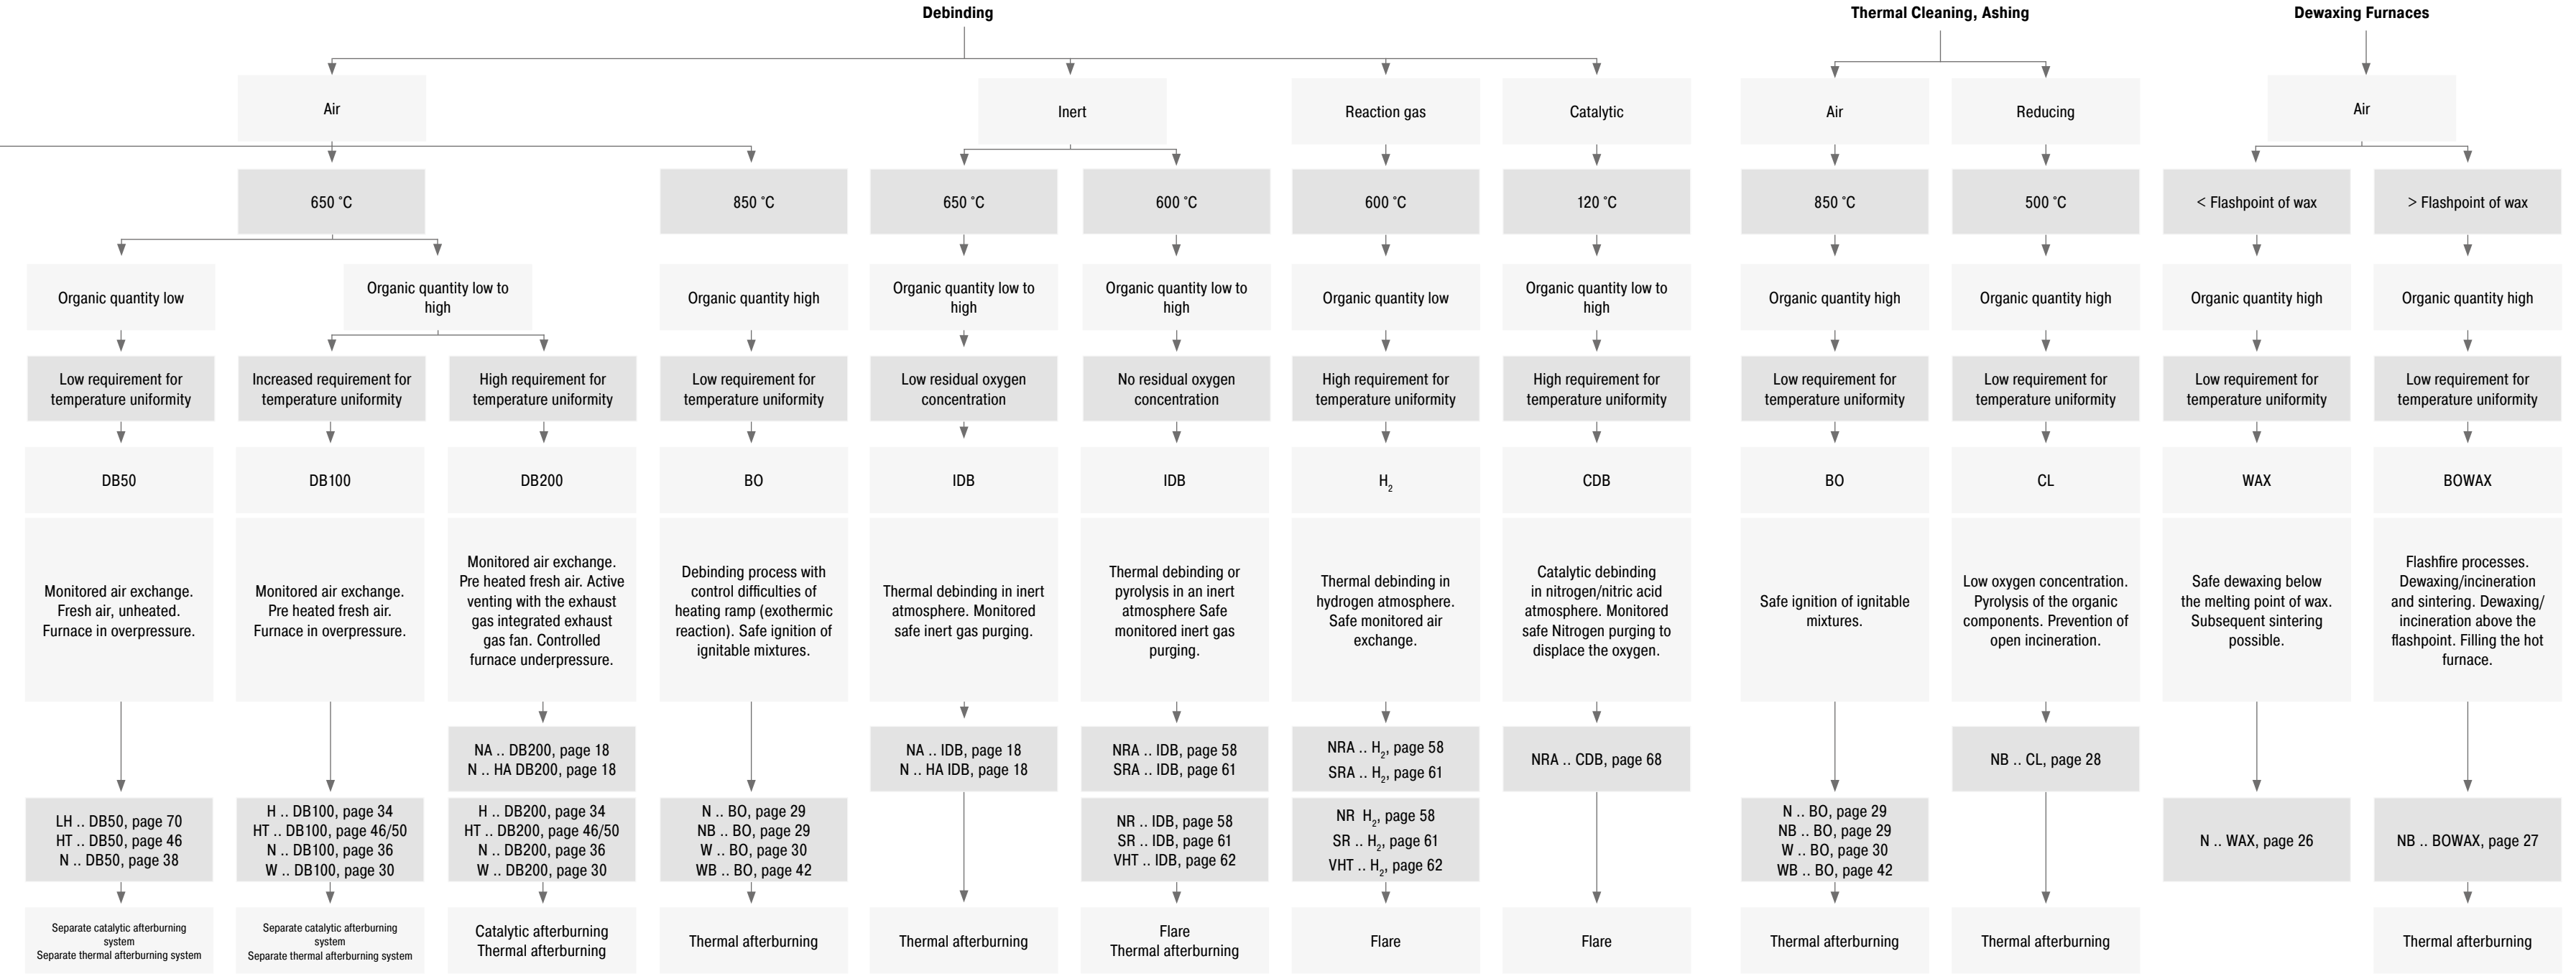 Debinding
Thermal Cleaning, Ashing
Dewaxing Furnaces
Air
Inert
Reaction gas
Catalytic
Air
Reducing
Air
650 °C
850 °C
650 °C
600 °C
600 °C
120 °C
850 °C
500 °C
< Flashpoint of wax
> Flashpoint of wax
Organic quantity low
Organic quantity low to
high
Organic quantity high
Organic quantity low to
high
Organic quantity low to
high
Organic quantity low
Organic quantity low to
high
Organic quantity high
Organic quantity high
Organic quantity high
Organic quantity high
Low requirement for
temperature uniformity
Increased requirement for
temperature uniformity
High requirement for
temperature uniformity
Low requirement for
temperature uniformity
Low residual oxygen
concentration
No residual oxygen
concentration
High requirement for
temperature uniformity
High requirement for
temperature uniformity
Low requirement for
temperature uniformity
Low requirement for
temperature uniformity
Low requirement for
temperature uniformity
Low requirement for
temperature uniformity
DB50
DB100
DB200
BO
IDB
IDB
H₂
CDB
BO
CL
WAX
BOWAX
Monitored air exchange.
Fresh air, unheated.
Furnace in overpressure.
Monitored air exchange.
Pre heated fresh air.
Furnace in overpressure.
Monitored air exchange.
Pre heated fresh air. Active
venting with the exhaust
gas integrated exhaust
gas fan. Controlled
furnace underpressure.
Debinding process with
control difficulties of
heating ramp (exothermic
reaction). Safe ignition of
ignitable mixtures.
Thermal debinding in inert
atmosphere. Monitored
safe inert gas purging.
Thermal debinding or
pyrolysis in an inert
atmosphere Safe
monitored inert gas
purging.
Thermal debinding in
hydrogen atmosphere.
Safe monitored air
exchange.
Catalytic debinding
in nitrogen/nitric acid
atmosphere. Monitored
safe Nitrogen purging to
displace the oxygen.
Safe ignition of ignitable
mixtures.
Low oxygen concentration.
Pyrolysis of the organic
components. Prevention of
open incineration.
Safe dewaxing below
the melting point of wax.
Subsequent sintering
possible.
Flashfire processes.
Dewaxing/incineration
and sintering. Dewaxing/
incineration above the
flashpoint. Filling the hot
furnace.
NA .. DB200, page 18
N .. HA DB200, page 18
NA .. IDB, page 18
N .. HA IDB, page 18
NRA .. IDB, page 58
SRA .. IDB, page 61
NRA .. H₂, page 58
SRA .. H₂, page 61
NRA .. CDB, page 68
NB .. CL, page 28
LH .. DB50, page 70
HT .. DB50, page 46
N .. DB50, page 38
H .. DB100, page 34
HT .. DB100, page 46/50
N .. DB100, page 36
W .. DB100, page 30
H .. DB200, page 34
HT .. DB200, page 46/50
N .. DB200, page 36
W .. DB200, page 30
N .. BO, page 29
NB .. BO, page 29
W .. BO, page 30
WB .. BO, page 42
NR .. IDB, page 58
SR .. IDB, page 61
VHT .. IDB, page 62
NR H₂, page 58
SR .. H₂, page 61
VHT .. H₂, page 62
N .. BO, page 29
NB .. BO, page 29
W .. BO, page 30
WB .. BO, page 42
N .. WAX, page 26
NB .. BOWAX, page 27
Separate catalytic afterburning
system
Separate thermal afterburning system
Separate catalytic afterburning
system
Separate thermal afterburning system
Catalytic afterburning
Thermal afterburning
Thermal afterburning
Thermal afterburning
Flare
Thermal afterburning
Flare
Flare
Thermal afterburning
Thermal afterburning
Thermal afterburning